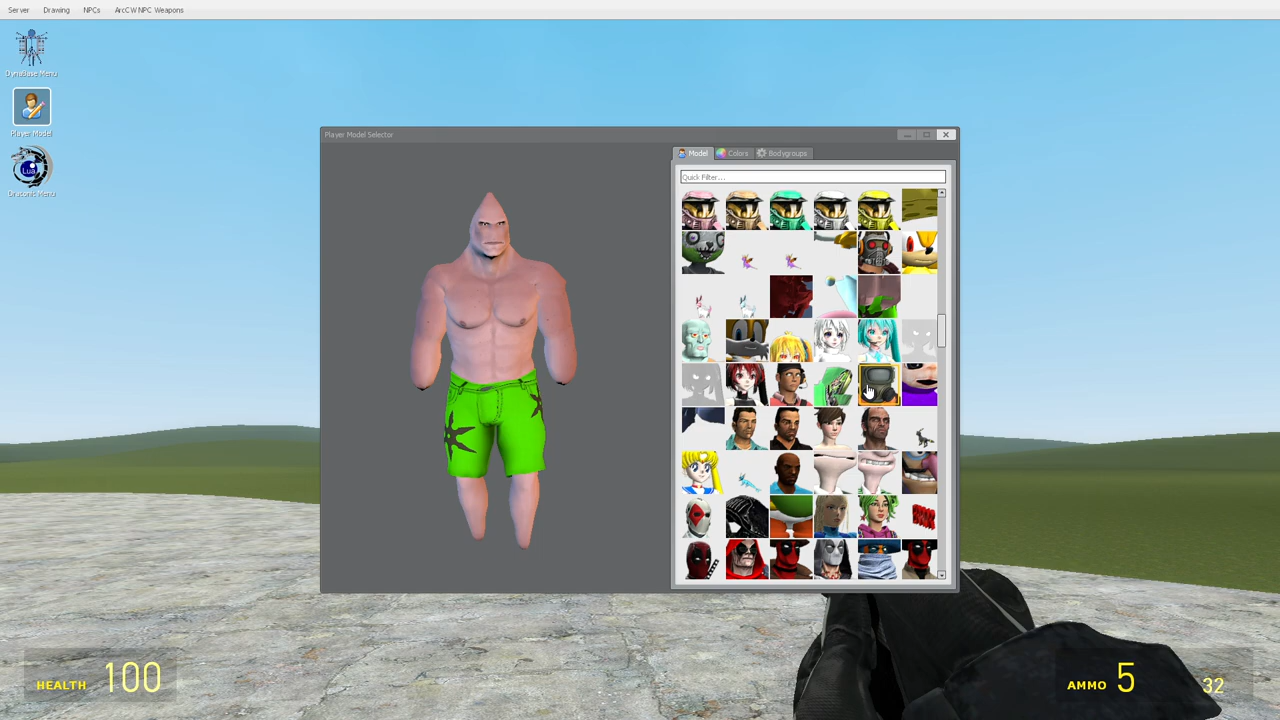 Server Drawing NPCs ArcCW NPC Weapons
DynaBase Menu
Player Model
Lua
Draconic Menu
Player Model Selector
Model Colors Bodygroups
Quick Filter...
HEALTH 100
AMMO 5 32